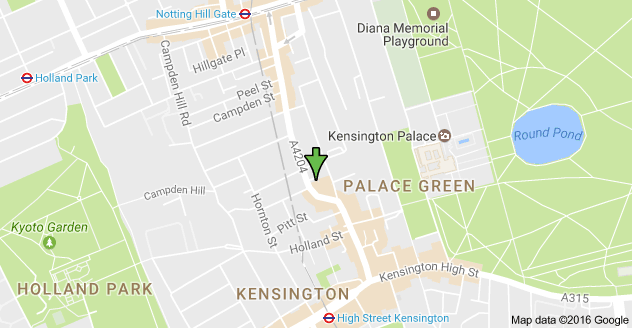 Notting Hill Gate
Diana Memorial
Playground
Holland Park
Hillgate Pl
Campden Hill Rd
Peel St
Campden St
Kensington Palace
Round Pond
A4204
PALACE GREEN
Campden Hill
Hornton St
Pitt St
Kyoto Garden
Holland St
Kensington High St
HOLLAND PARK
KENSINGTON
A315
High Street Kensington
Map data ©2016 Google